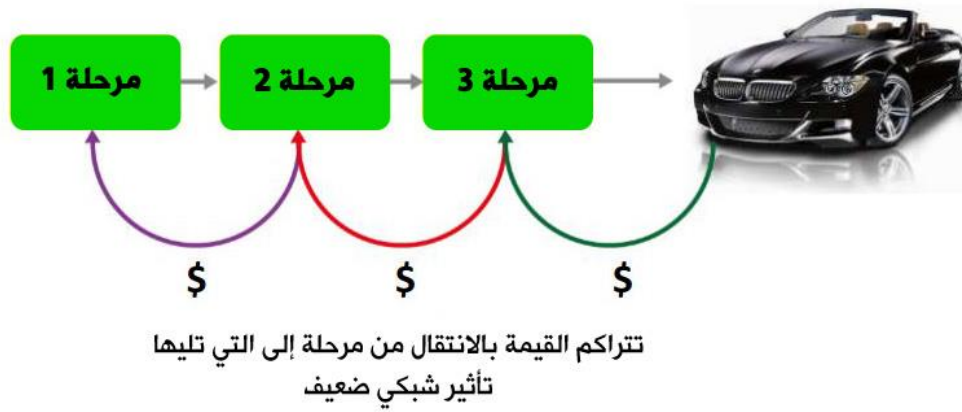 مرحلة 1
مرحلة 2
مرحلة 3
$
$
$
تتراكم القيمة بالانتقال من مرحلة إلى التي تليها
تأثير شبكي ضعيف